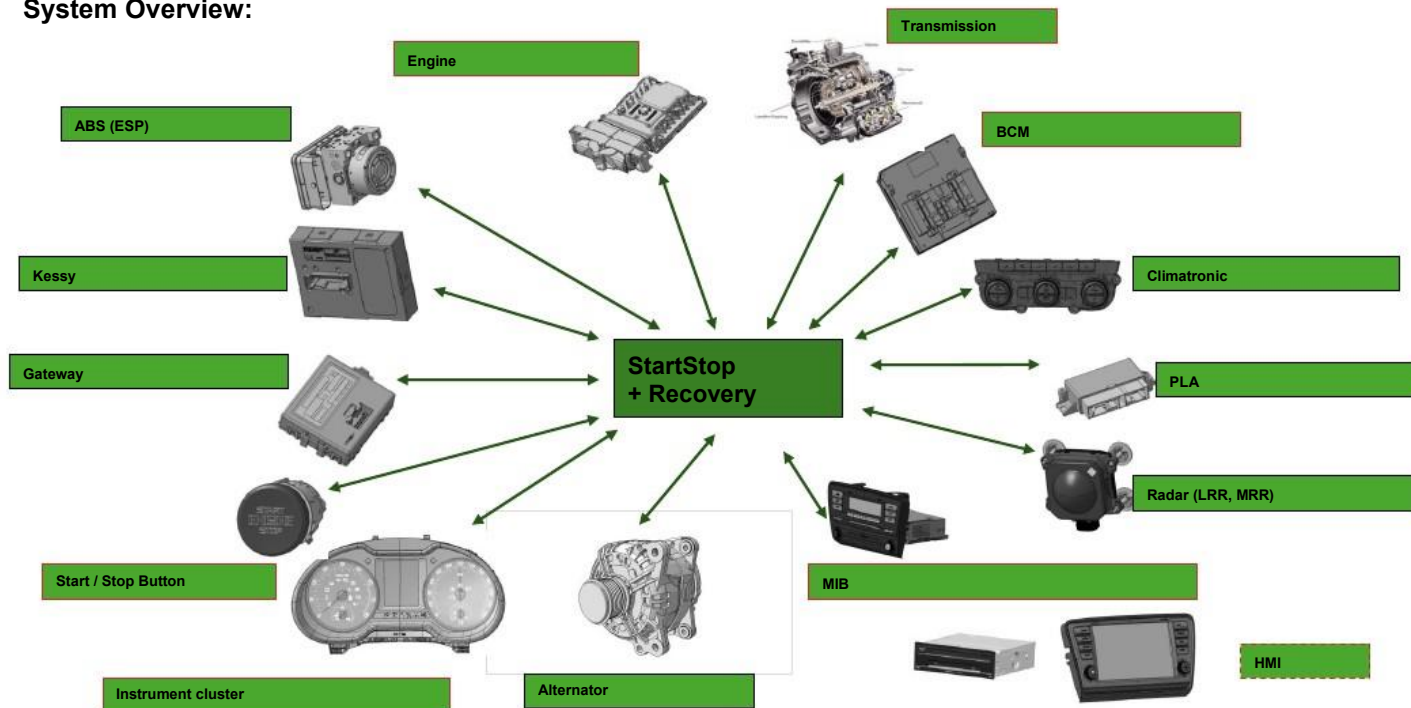 System Overview:
Transmission
Engine
ABS (ESP)
BCM
Kessy
Climatronic
StartStop
+ Recovery
Gateway
PLA
Radar (LRR, MRR)
Start / Stop Button
MIB
HMI
Instrument cluster
Alternator